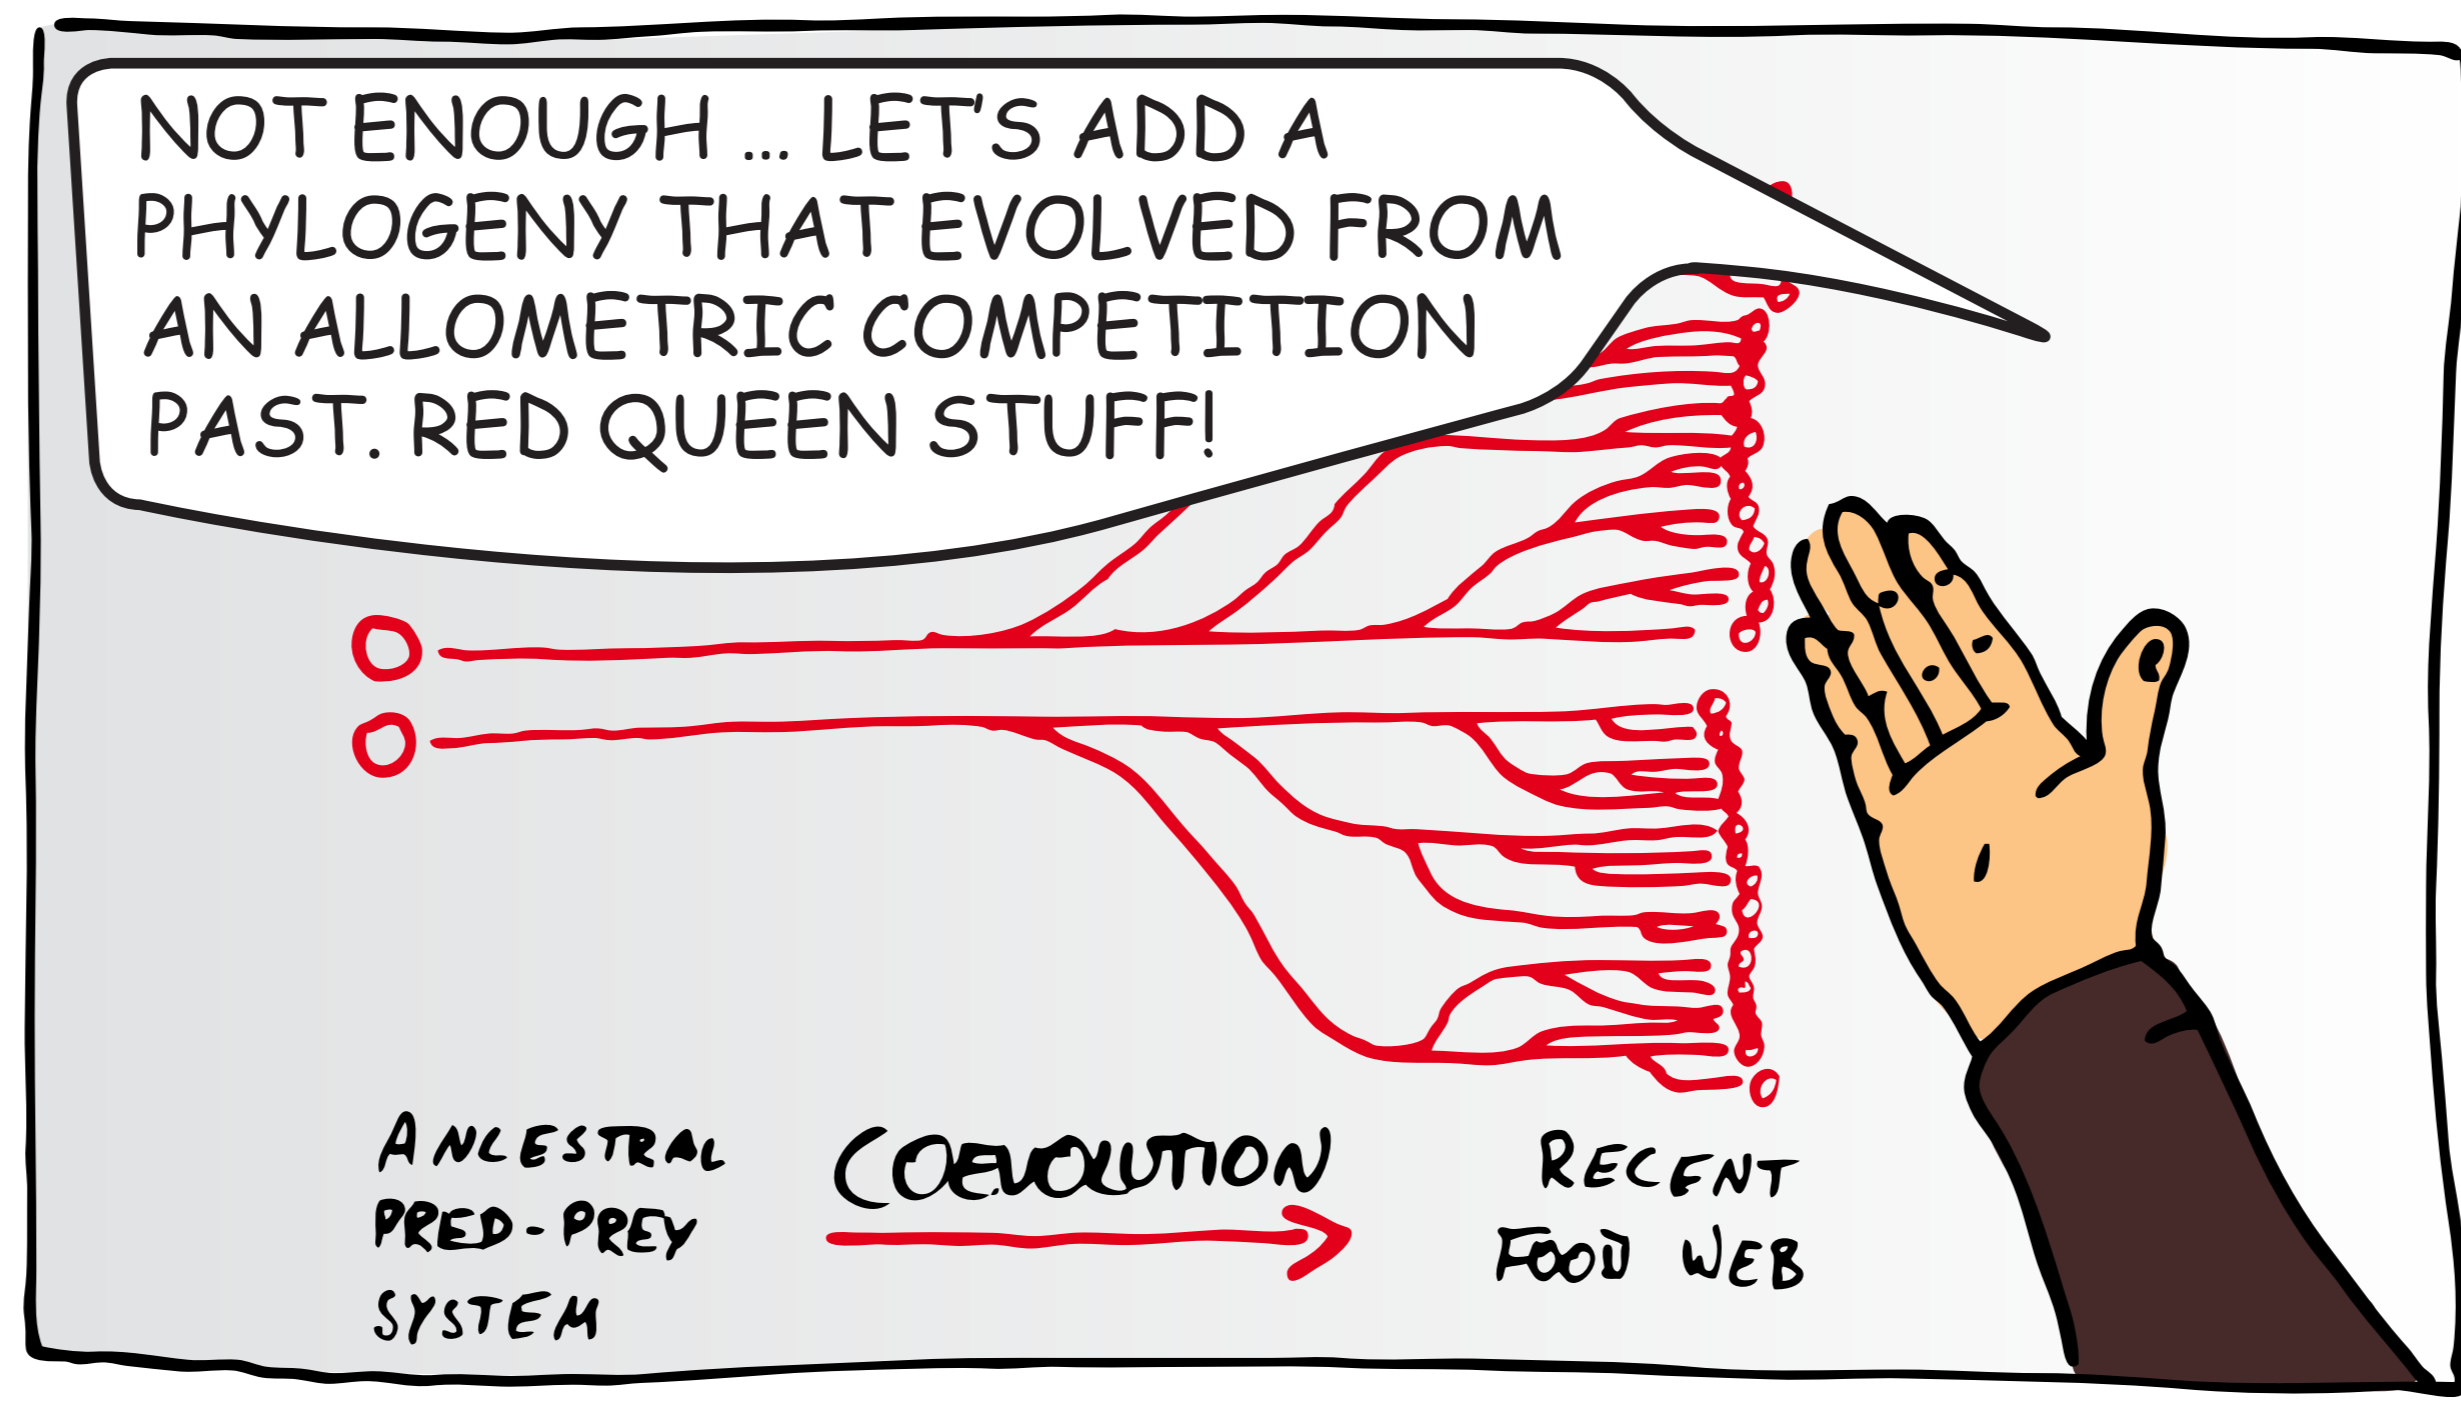 NOT ENOUGH ... LET'S ADD A
PHYLOGENY THAT EVOLVED FROM
AN ALLOMETRIC COMPETITION
PAST. RED QUEEN STUFF!
ANCESTRAL
PRED-PREY
SYSTEM
COEVOLUTION
RECENT
FOOD WEB